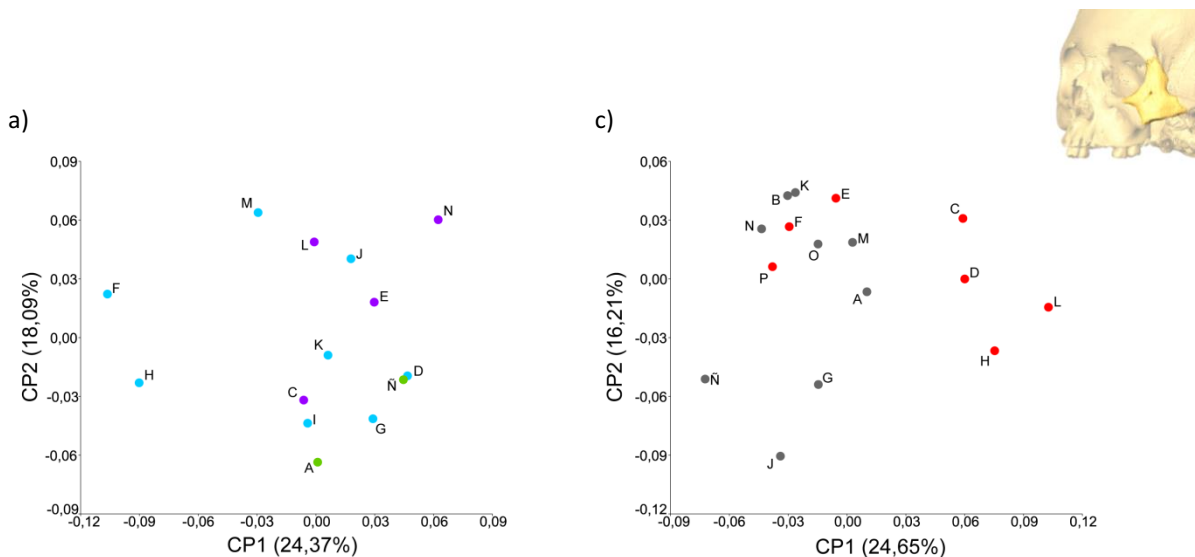 a)
0,09
0,06
0,03
0,00
-0,03
-0,06
-0,09
CP2 (18,09%)
M
N
L
J
F
E
K
H
D
Ñ
C
I
G
A
-0,12
-0,09
-0,06
-0,03
0,00
0,03
0,06
0,09
CP1 (24,37%)
c)
0,06
0,03
0,00
-0,03
-0,06
-0,09
-0,12
CP2 (16,21%)
K
B
E
C
N
F
M
O
P
D
A
L
H
Ñ
G
J
-0,09
-0,06
-0,03
0,00
0,03
0,06
0,09
0,12
CP1 (24,65%)